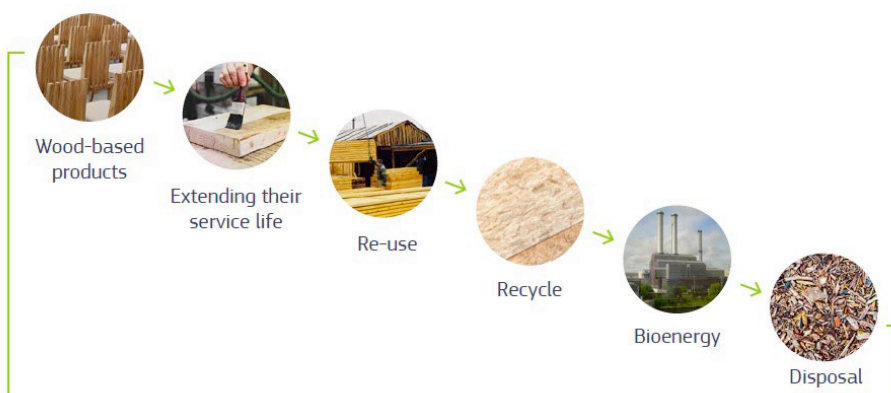 Wood-based
products
Extending their
service life
Re-use
Recycle
Bioenergy
Disposal